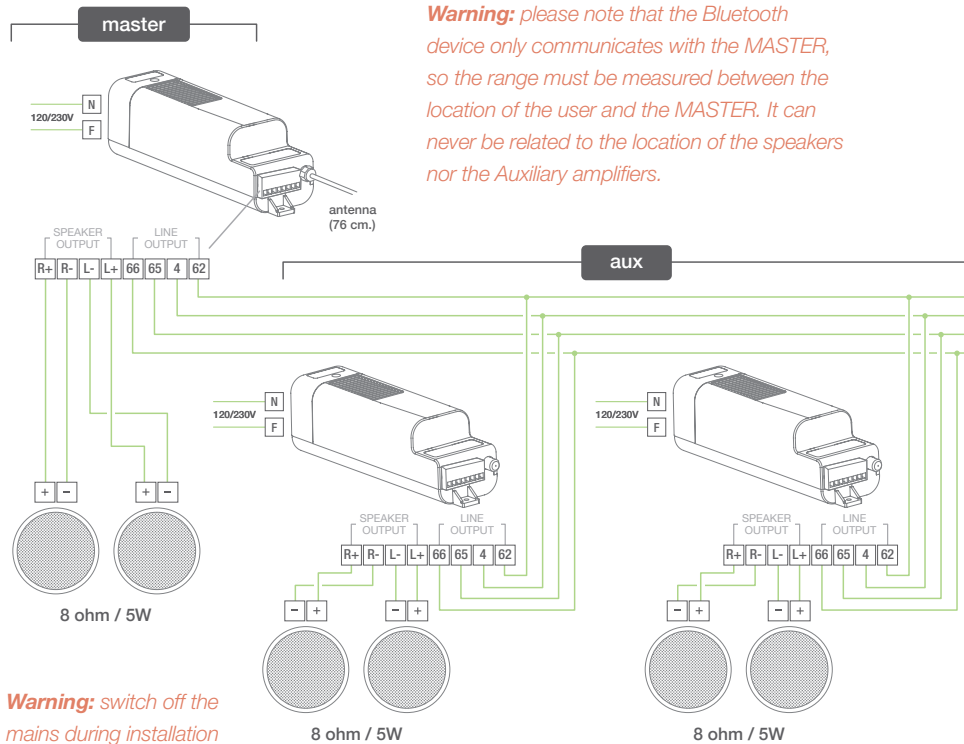 master
Warning: please note that the Bluetooth
device only communicates with the MASTER,
so the range must be measured between the
location of the user and the MASTER. It can
never be related to the location of the speakers
nor the Auxiliary amplifiers.
N
120/230V
F
antenna
(76 cm.)
SPEAKER
OUTPUT
LINE
OUTPUT
R+ R- L- L+ 66 65 4 62
aux
N
120/230V
F
N
120/230V
F
+ − + −
8 ohm / 5W
SPEAKER
OUTPUT
LINE
OUTPUT
R+ R- L- L+ 66 65 4 62
− + − +
8 ohm / 5W
SPEAKER
OUTPUT
LINE
OUTPUT
R+ R- L- L+ 66 65 4 62
− + − +
8 ohm / 5W
Warning: switch off the
mains during installation